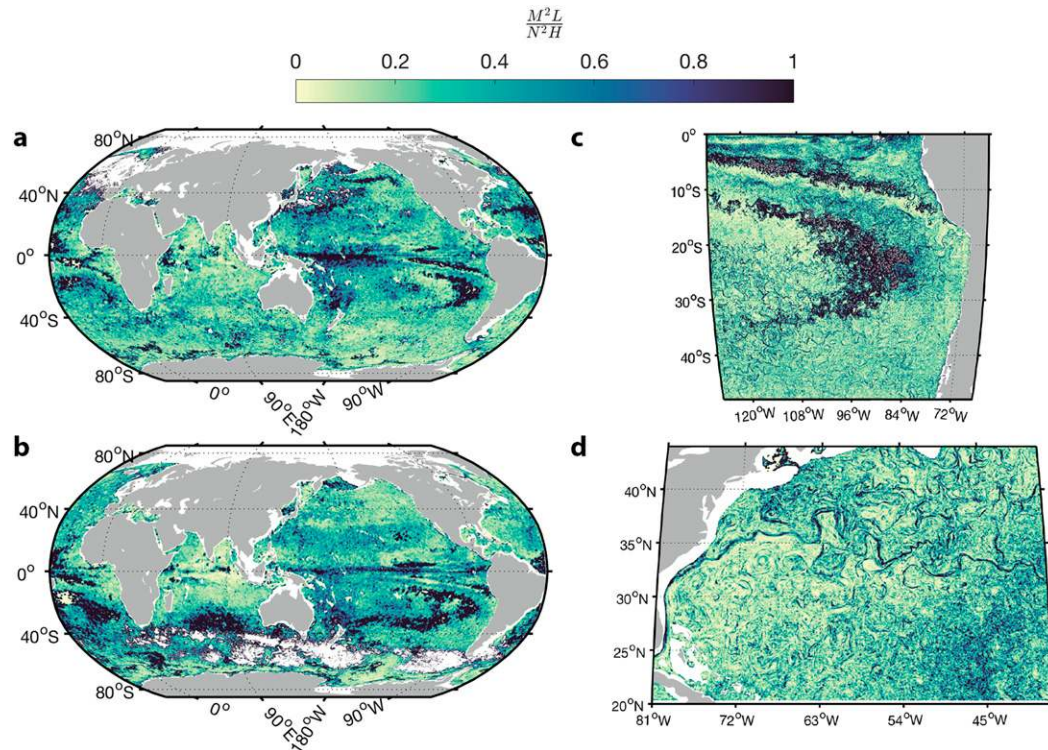 M²L
N²H
0 0.2 0.4 0.6 0.8 1
a
80°N
40°N
0°
40°S
80°S
0°
90°E
180°W
90°W
c
0°
10°S
20°S
30°S
40°S
120°W 108°W 96°W 84°W 72°W
b
80°N
40°N
0°
40°S
80°S
0°
90°E
180°W
90°W
d
40°N
35°N
30°N
25°N
20°N
81°W 72°W 63°W 54°W 45°W